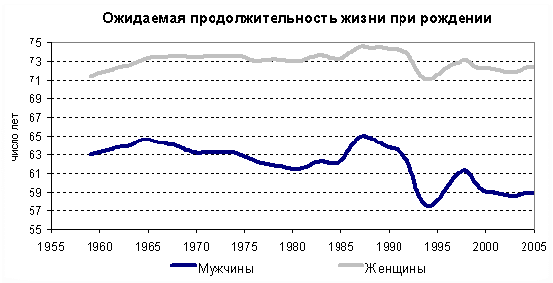 Ожидаемая продолжительность жизни при рождении
число лет
75
73
71
69
67
65
63
61
59
57
55
1955 1960 1965 1970 1975 1980 1985 1990 1995 2000 2005
Мужчины Женщины